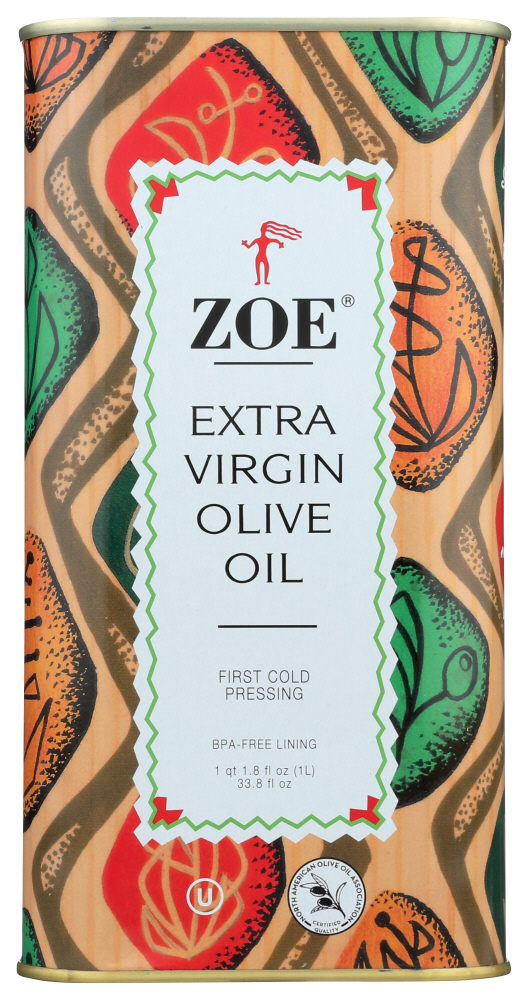 ZOE®
EXTRA
VIRGIN
OLIVE
OIL
FIRST COLD
PRESSING
BPA-FREE LINING
1 qt 1.8 fl oz (1L)
33.8 fl oz
U
NORTH AMERICAN OLIVE OIL ASSOCIATION
CERTIFIED
QUALITY